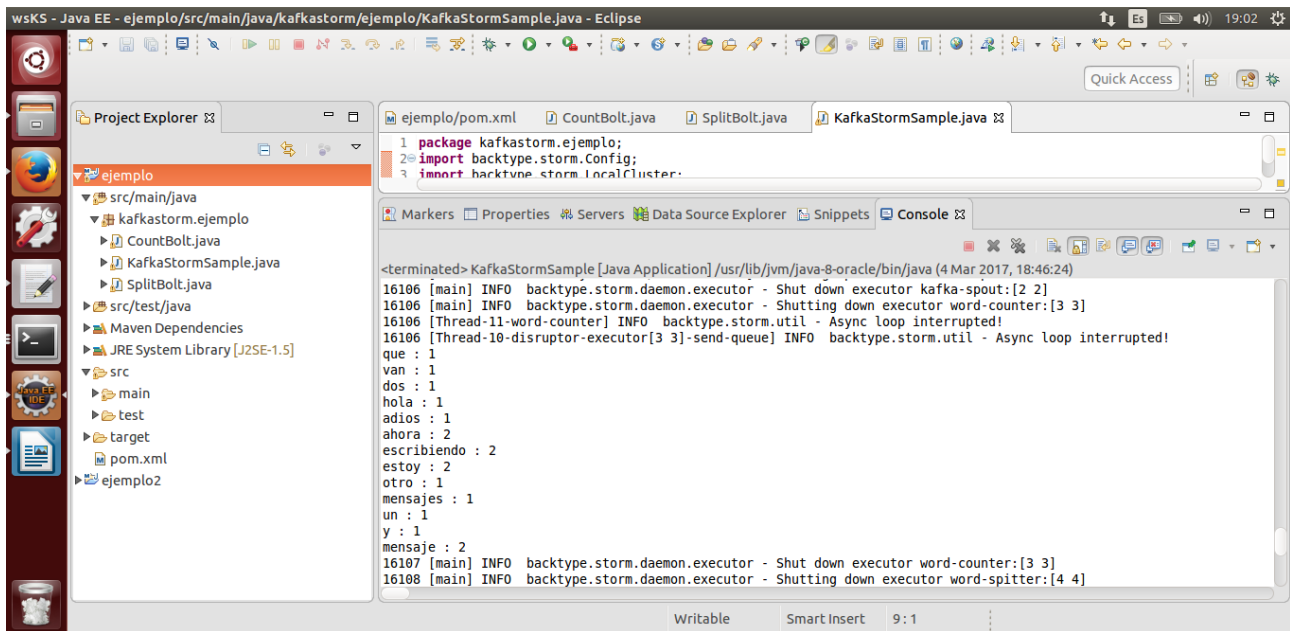 wsKS - Java EE - ejemplo/src/main/java/kafkastorm/ejemplo/KafkaStormSample.java - Eclipse
Es
19:02
Quick Access
Project Explorer
ejemplo
src/main/java
kafkastorm.ejemplo
CountBolt.java
KafkaStormSample.java
SplitBolt.java
src/test/java
Maven Dependencies
JRE System Library [J2SE-1.5]
src
main
test
target
pom.xml
ejemplo2
Java EE
IDE
ejemplo/pom.xml CountBolt.java SplitBolt.java KafkaStormSample.java
1 package kafkastorm.ejemplo;
2 import backtype.storm.Config;
3 import backtype.storm.LocalCluster;
Markers Properties Servers Data Source Explorer Snippets Console
<terminated> KafkaStormSample [Java Application] /usr/lib/jvm/java-8-oracle/bin/java (4 Mar 2017, 18:46:24)
16106 [main] INFO backtype.storm.daemon.executor - Shut down executor kafka-spout:[2 2]
16106 [main] INFO backtype.storm.daemon.executor - Shutting down executor word-counter:[3 3]
16106 [Thread-11-word-counter] INFO backtype.storm.util - Async loop interrupted!
16106 [Thread-10-disruptor-executor[3 3]-send-queue] INFO backtype.storm.util - Async loop interrupted!
que : 1
van : 1
dos : 1
hola : 1
adios : 1
ahora : 2
escribiendo : 2
estoy : 2
otro : 1
mensajes : 1
un : 1
y : 1
mensaje : 2
16107 [main] INFO backtype.storm.daemon.executor - Shut down executor word-counter:[3 3]
16108 [main] INFO backtype.storm.daemon.executor - Shutting down executor word-spitter:[4 4]
Writable Smart Insert 9 : 1